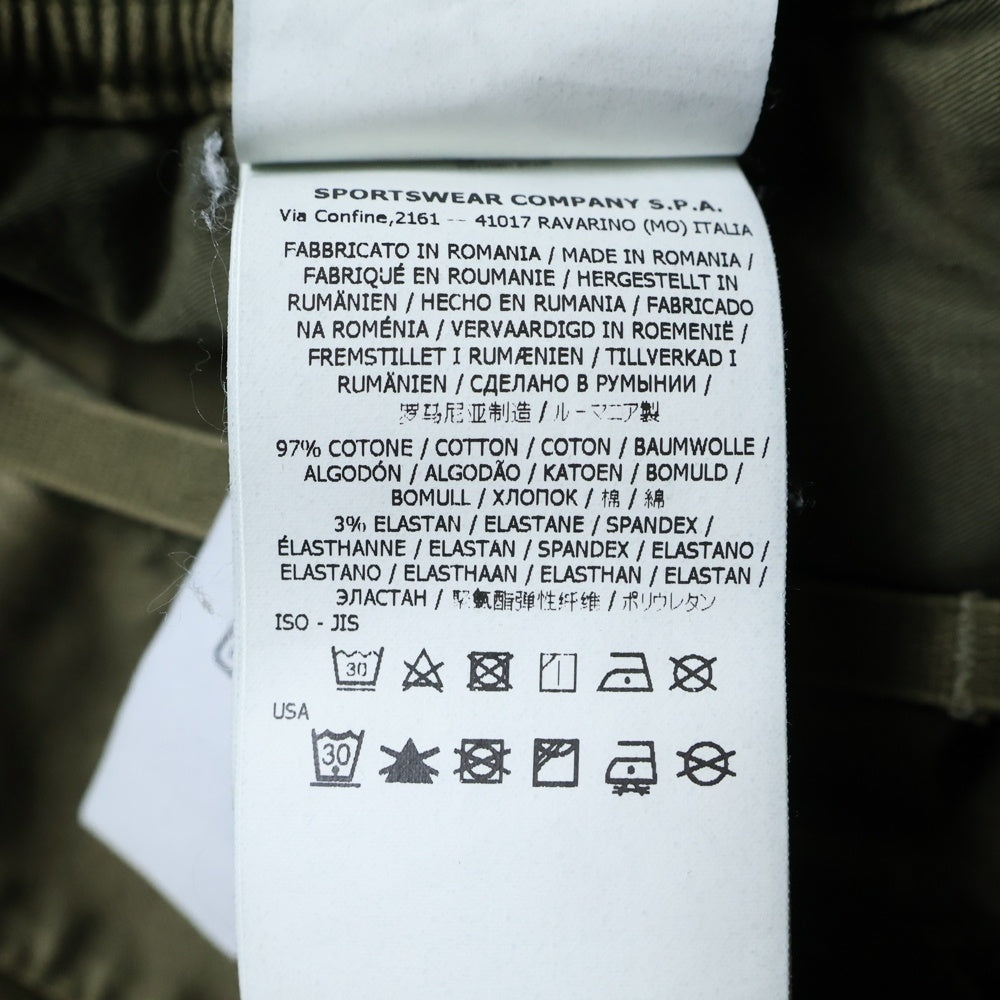 SPORTSWEAR COMPANY S.P.A.
Via Confine,2161 -- 41017 RAVARINO (MO) ITALIA
FABBRICATO IN ROMANIA / MADE IN ROMANIA /
FABRIQUÉ EN ROUMANIE / HERGESTELLT IN
RUMÄNIEN / HECHO EN RUMANIA / FABRICADO
NA ROMÉNIA / VERVAARDIGD IN ROEMENIË /
FREMSTILLET I RUMÆNIEN / TILLVERKAD I
RUMÄNIEN / СДЕЛАНО В РУМЫНИИ /
罗马尼亚制造 / ルーマニア製
97% COTONE / COTTON / COTON / BAUMWOLLE /
ALGODÓN / ALGODÃO / KATOEN / BOMULD /
BOMULL / ХЛОПОК / 棉 / 綿
3% ELASTAN / ELASTANE / SPANDEX /
ÉLASTHANNE / ELASTAN / SPANDEX / ELASTANO /
ELASTANO / ELASTHAAN / ELASTHAN / ELASTAN /
ЭЛАСТАН / 聚氨酯弹性纤维 / ポリウレタン
ISO - JIS
30
USA
30